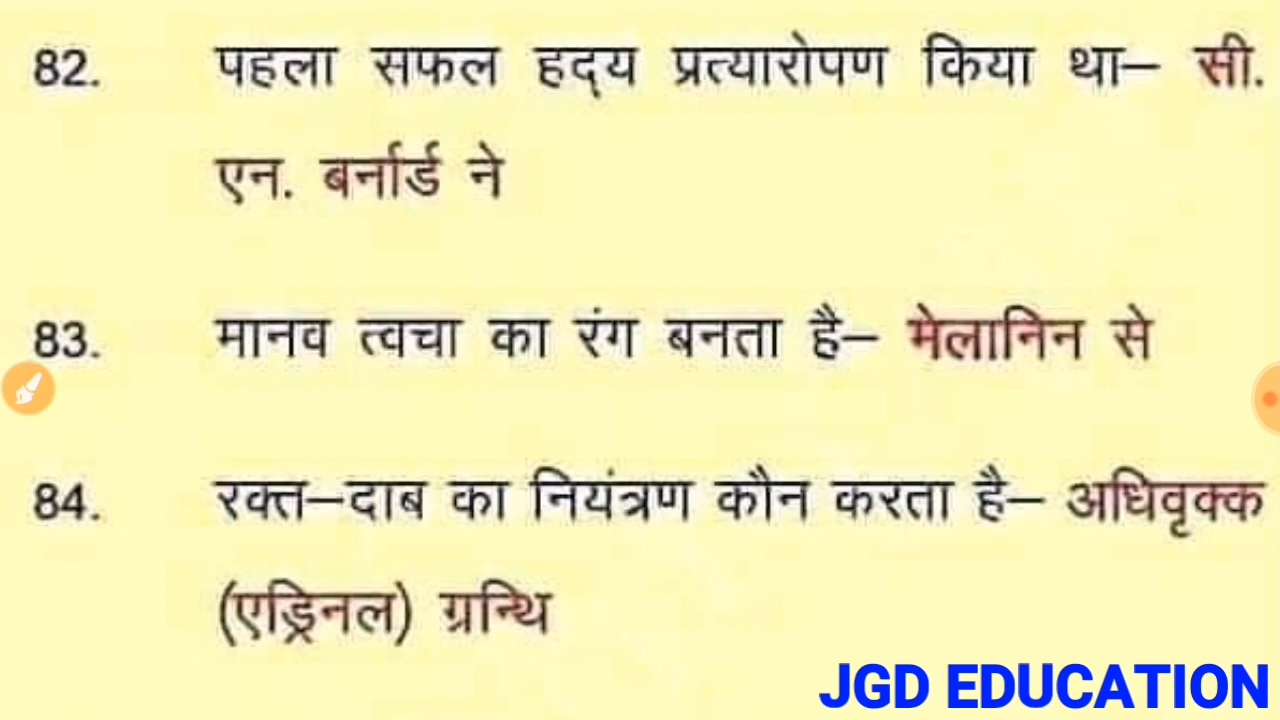 82. पहला सफल हद्य प्रत्यारोपण किया था– सी.
एन. बर्नार्ड ने
83. मानव त्वचा का रंग बनता है– मेलानिन से
84. रक्त–दाब का नियंत्रण कौन करता है– अधिवृक्क
(एड्रिनल) ग्रन्थि
JGD EDUCATION